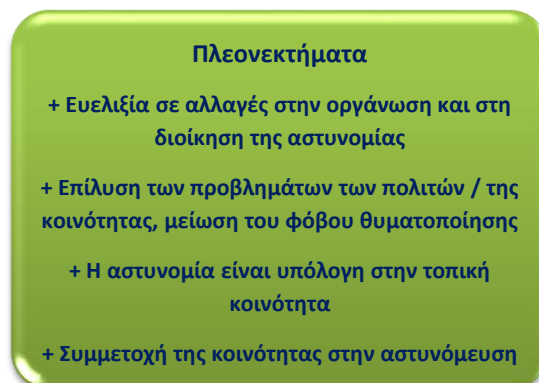 Πλεονεκτήματα
+ Ευελιξία σε αλλαγές στην οργάνωση και στη
διοίκηση της αστυνομίας
+ Επίλυση των προβλημάτων των πολιτών / της
κοινότητας, μείωση του φόβου θυματοποίησης
+ Η αστυνομία είναι υπόλογη στην τοπική
κοινότητα
+ Συμμετοχή της κοινότητας στην αστυνόμευση